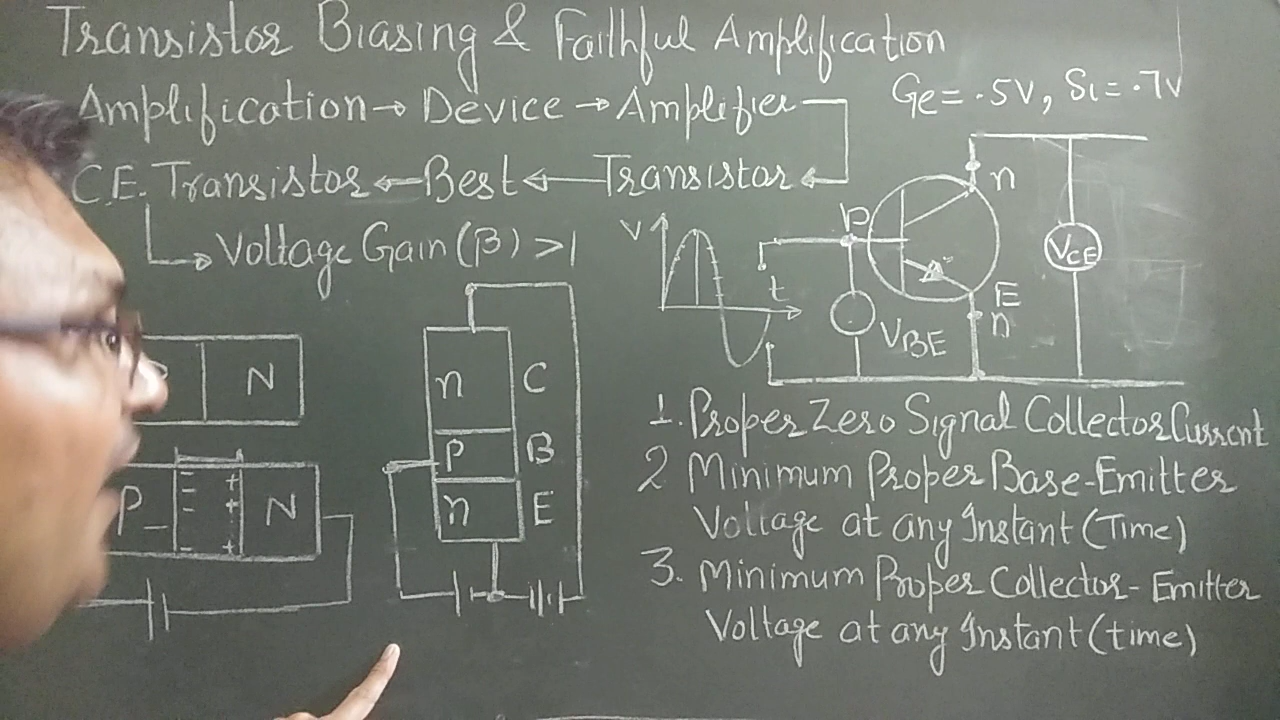 Transistor Biasing & Faithful Amplification
Amplification → Device → Amplifier
Ge = .5V, Si = .7V
C.E. Transistor ← Best ← Transistor
Voltage Gain (β) > 1
V
t
P
n
VCE
E
n
VBE
N
n C
P B
n E
P N
- +
- +
- +
1. Proper Zero Signal Collector Current
2 Minimum Proper Base-Emitter
Voltage at any Instant (Time)
3. Minimum Proper Collector-Emitter
Voltage at any Instant (time)